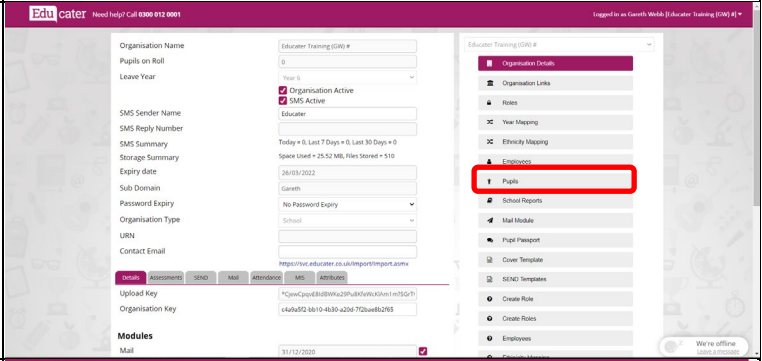 Educater Need help? Call 0300 012 0001
Logged in as Gareth Webb [Educater Training (GW) #]
Organisation Name Educater Training (GW) #
Pupils on Roll 0
Leave Year Year 6
Organisation Active
SMS Active
SMS Sender Name Educater
SMS Reply Number
SMS Summary Today = 0, Last 7 Days = 0, Last 30 Days = 0
Storage Summary Space Used = 25.52 MB, Files Stored = 510
Expiry date 26/03/2022
Sub Domain Gareth
Password Expiry No Password Expiry
Organisation Type School
URN
Contact Email
https://svc.educater.co.uk/import/import.asmx
Details Assessments SEND Mail Attendance MIS Attributes
Upload Key
Organisation Key c4a9a5f2-bb10-4b30-a20d-7f2bae8b2f65
Modules
Mail 31/12/2020
Educater Training (GW) #
Organisation Details
Organisation Links
Roles
Year Mapping
Ethnicity Mapping
Employees
Pupils
School Reports
Mail Module
Pupil Passport
Cover Template
SEND Templates
Create Role
Create Roles
Employees
Ethnicity Mapping
We're offline
Leave a message